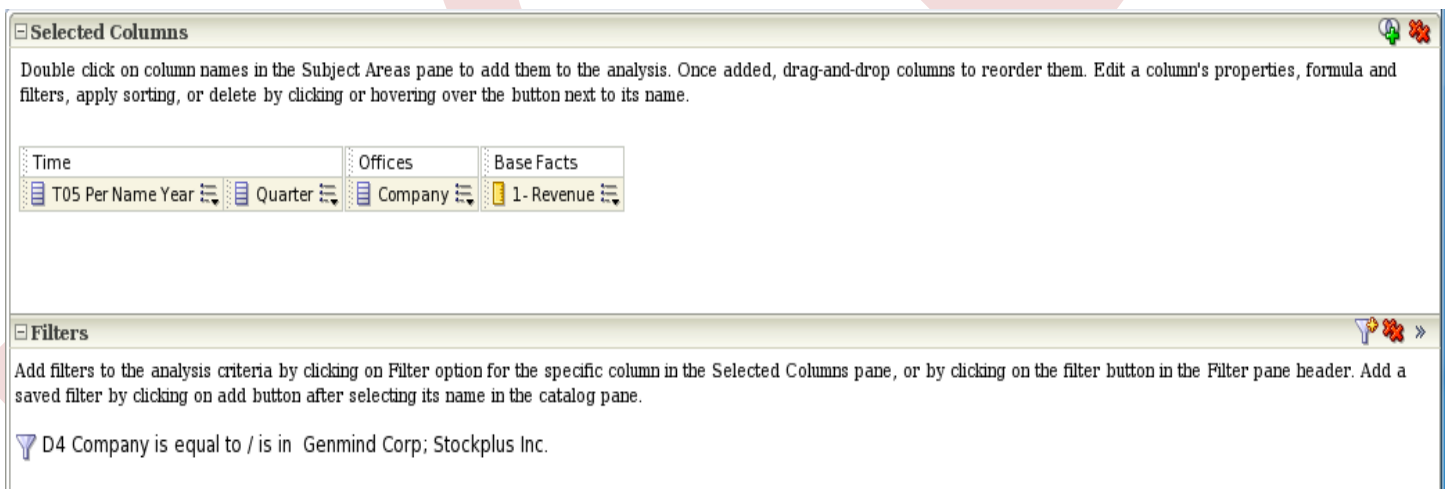 Selected Columns
Double click on column names in the Subject Areas pane to add them to the analysis. Once added, drag-and-drop columns to reorder them. Edit a column's properties, formula and
filters, apply sorting, or delete by clicking or hovering over the button next to its name.
Time Offices Base Facts
T05 Per Name Year Quarter Company 1- Revenue
Filters
Add filters to the analysis criteria by clicking on Filter option for the specific column in the Selected Columns pane, or by clicking on the filter button in the Filter pane header. Add a
saved filter by clicking on add button after selecting its name in the catalog pane.
D4 Company is equal to / is in Genmind Corp; Stockplus Inc.